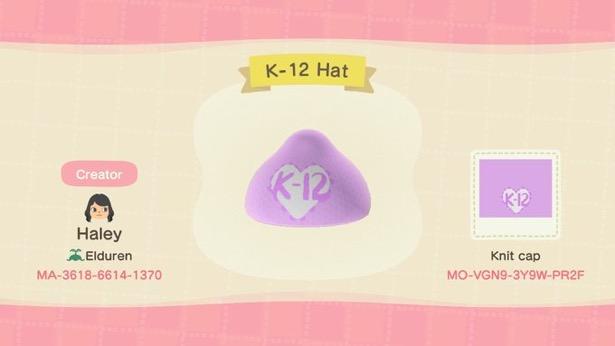 K-12 Hat
Creator
Haley
Elduren
MA-3618-6614-1370
K-12
K-12
Knit cap
MO-VGN9-3Y9W-PR2F